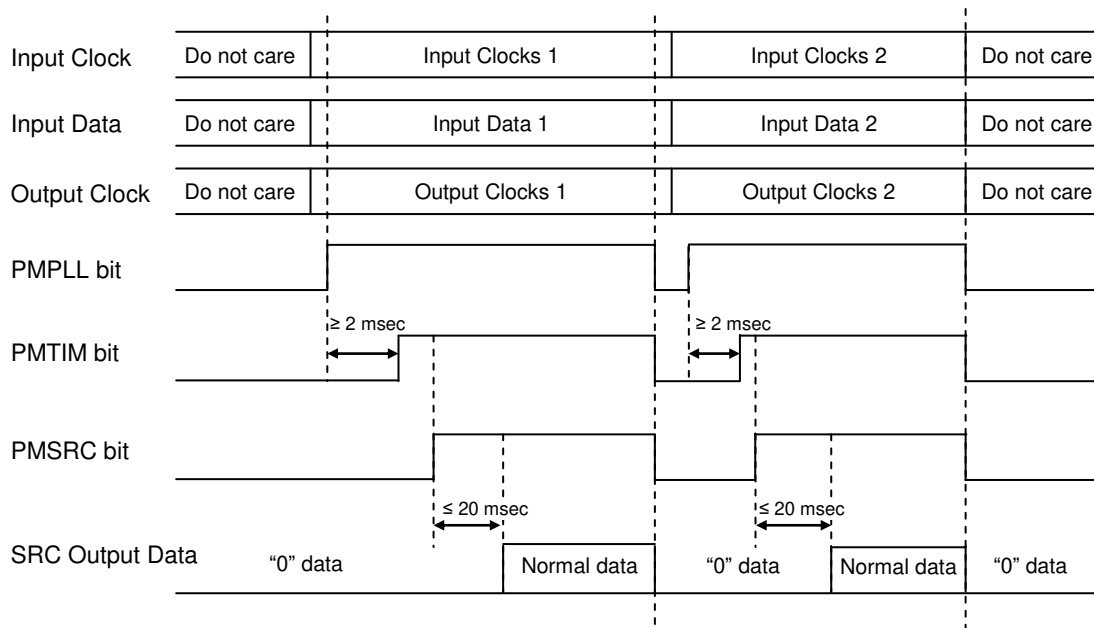 Input Clock Do not care Input Clocks 1 Input Clocks 2 Do not care
Input Data Do not care Input Data 1 Input Data 2 Do not care
Output Clock Do not care Output Clocks 1 Output Clocks 2 Do not care
PMPLL bit
≥ 2 msec ≥ 2 msec
PMTIM bit
PMSRC bit
≤ 20 msec ≤ 20 msec
SRC Output Data “0” data Normal data “0” data Normal data “0” data